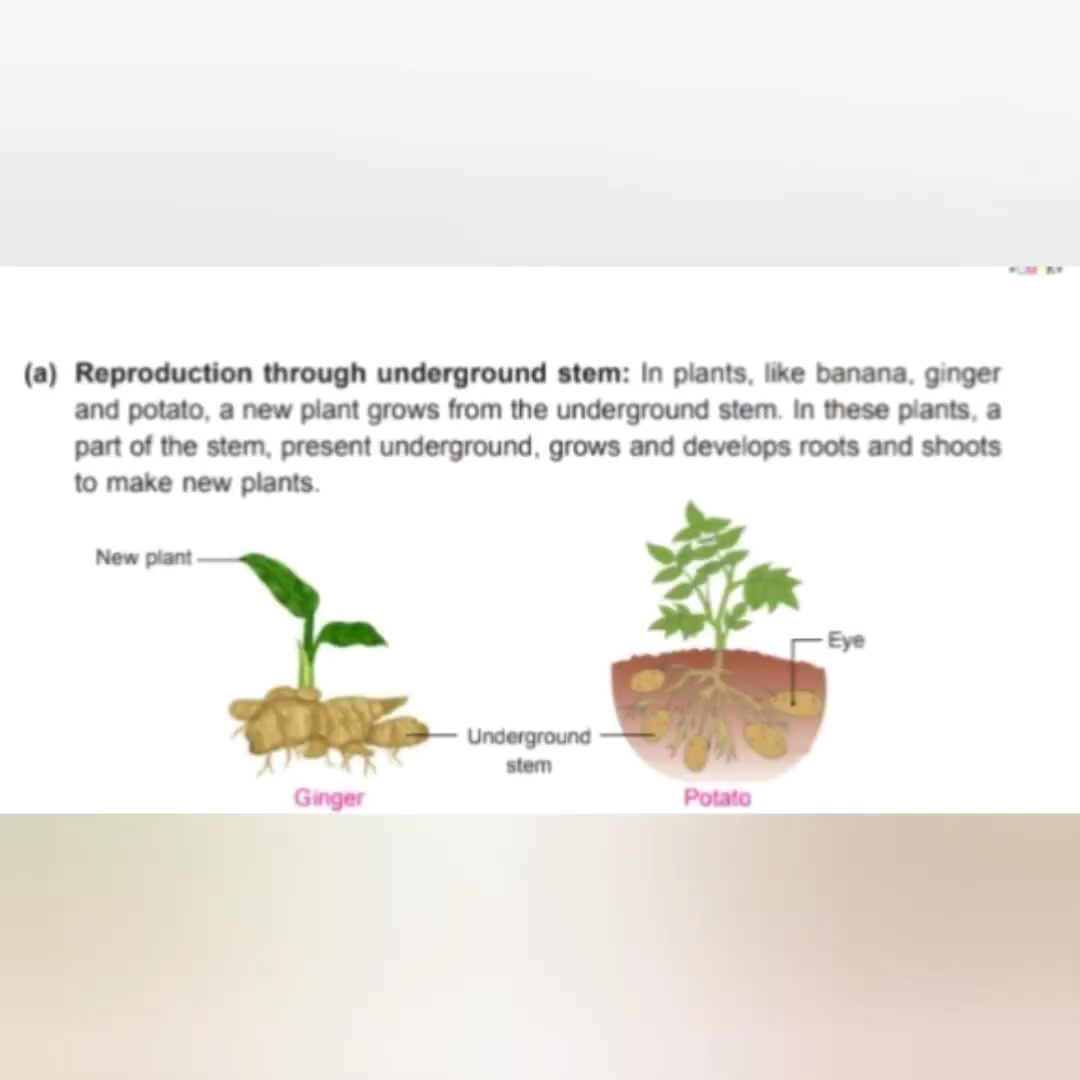 (a) Reproduction through underground stem: In plants, like banana, ginger
and potato, a new plant grows from the underground stem. In these plants, a
part of the stem, present underground, grows and develops roots and shoots
to make new plants.
New plant
Eye
Underground
stem
Ginger
Potato